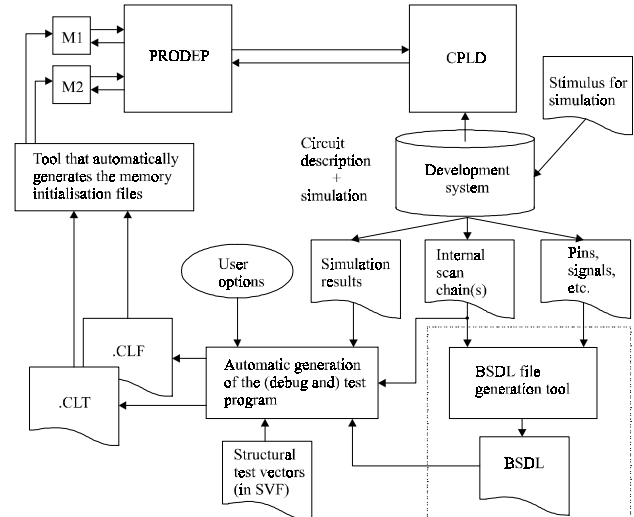 M1
M2
PRODEP
CPLD
Stimulus for
simulation
Tool that automatically
generates the memory
initialisation files
Circuit
description
+
simulation
Development
system
User
options
Simulation
results
Internal
scan
chain(s)
Pins,
signals,
etc.
.CLF
.CLT
Automatic generation
of the (debug and) test
program
BSDL file
generation tool
Structural
test vectors
(in SVF)
BSDL